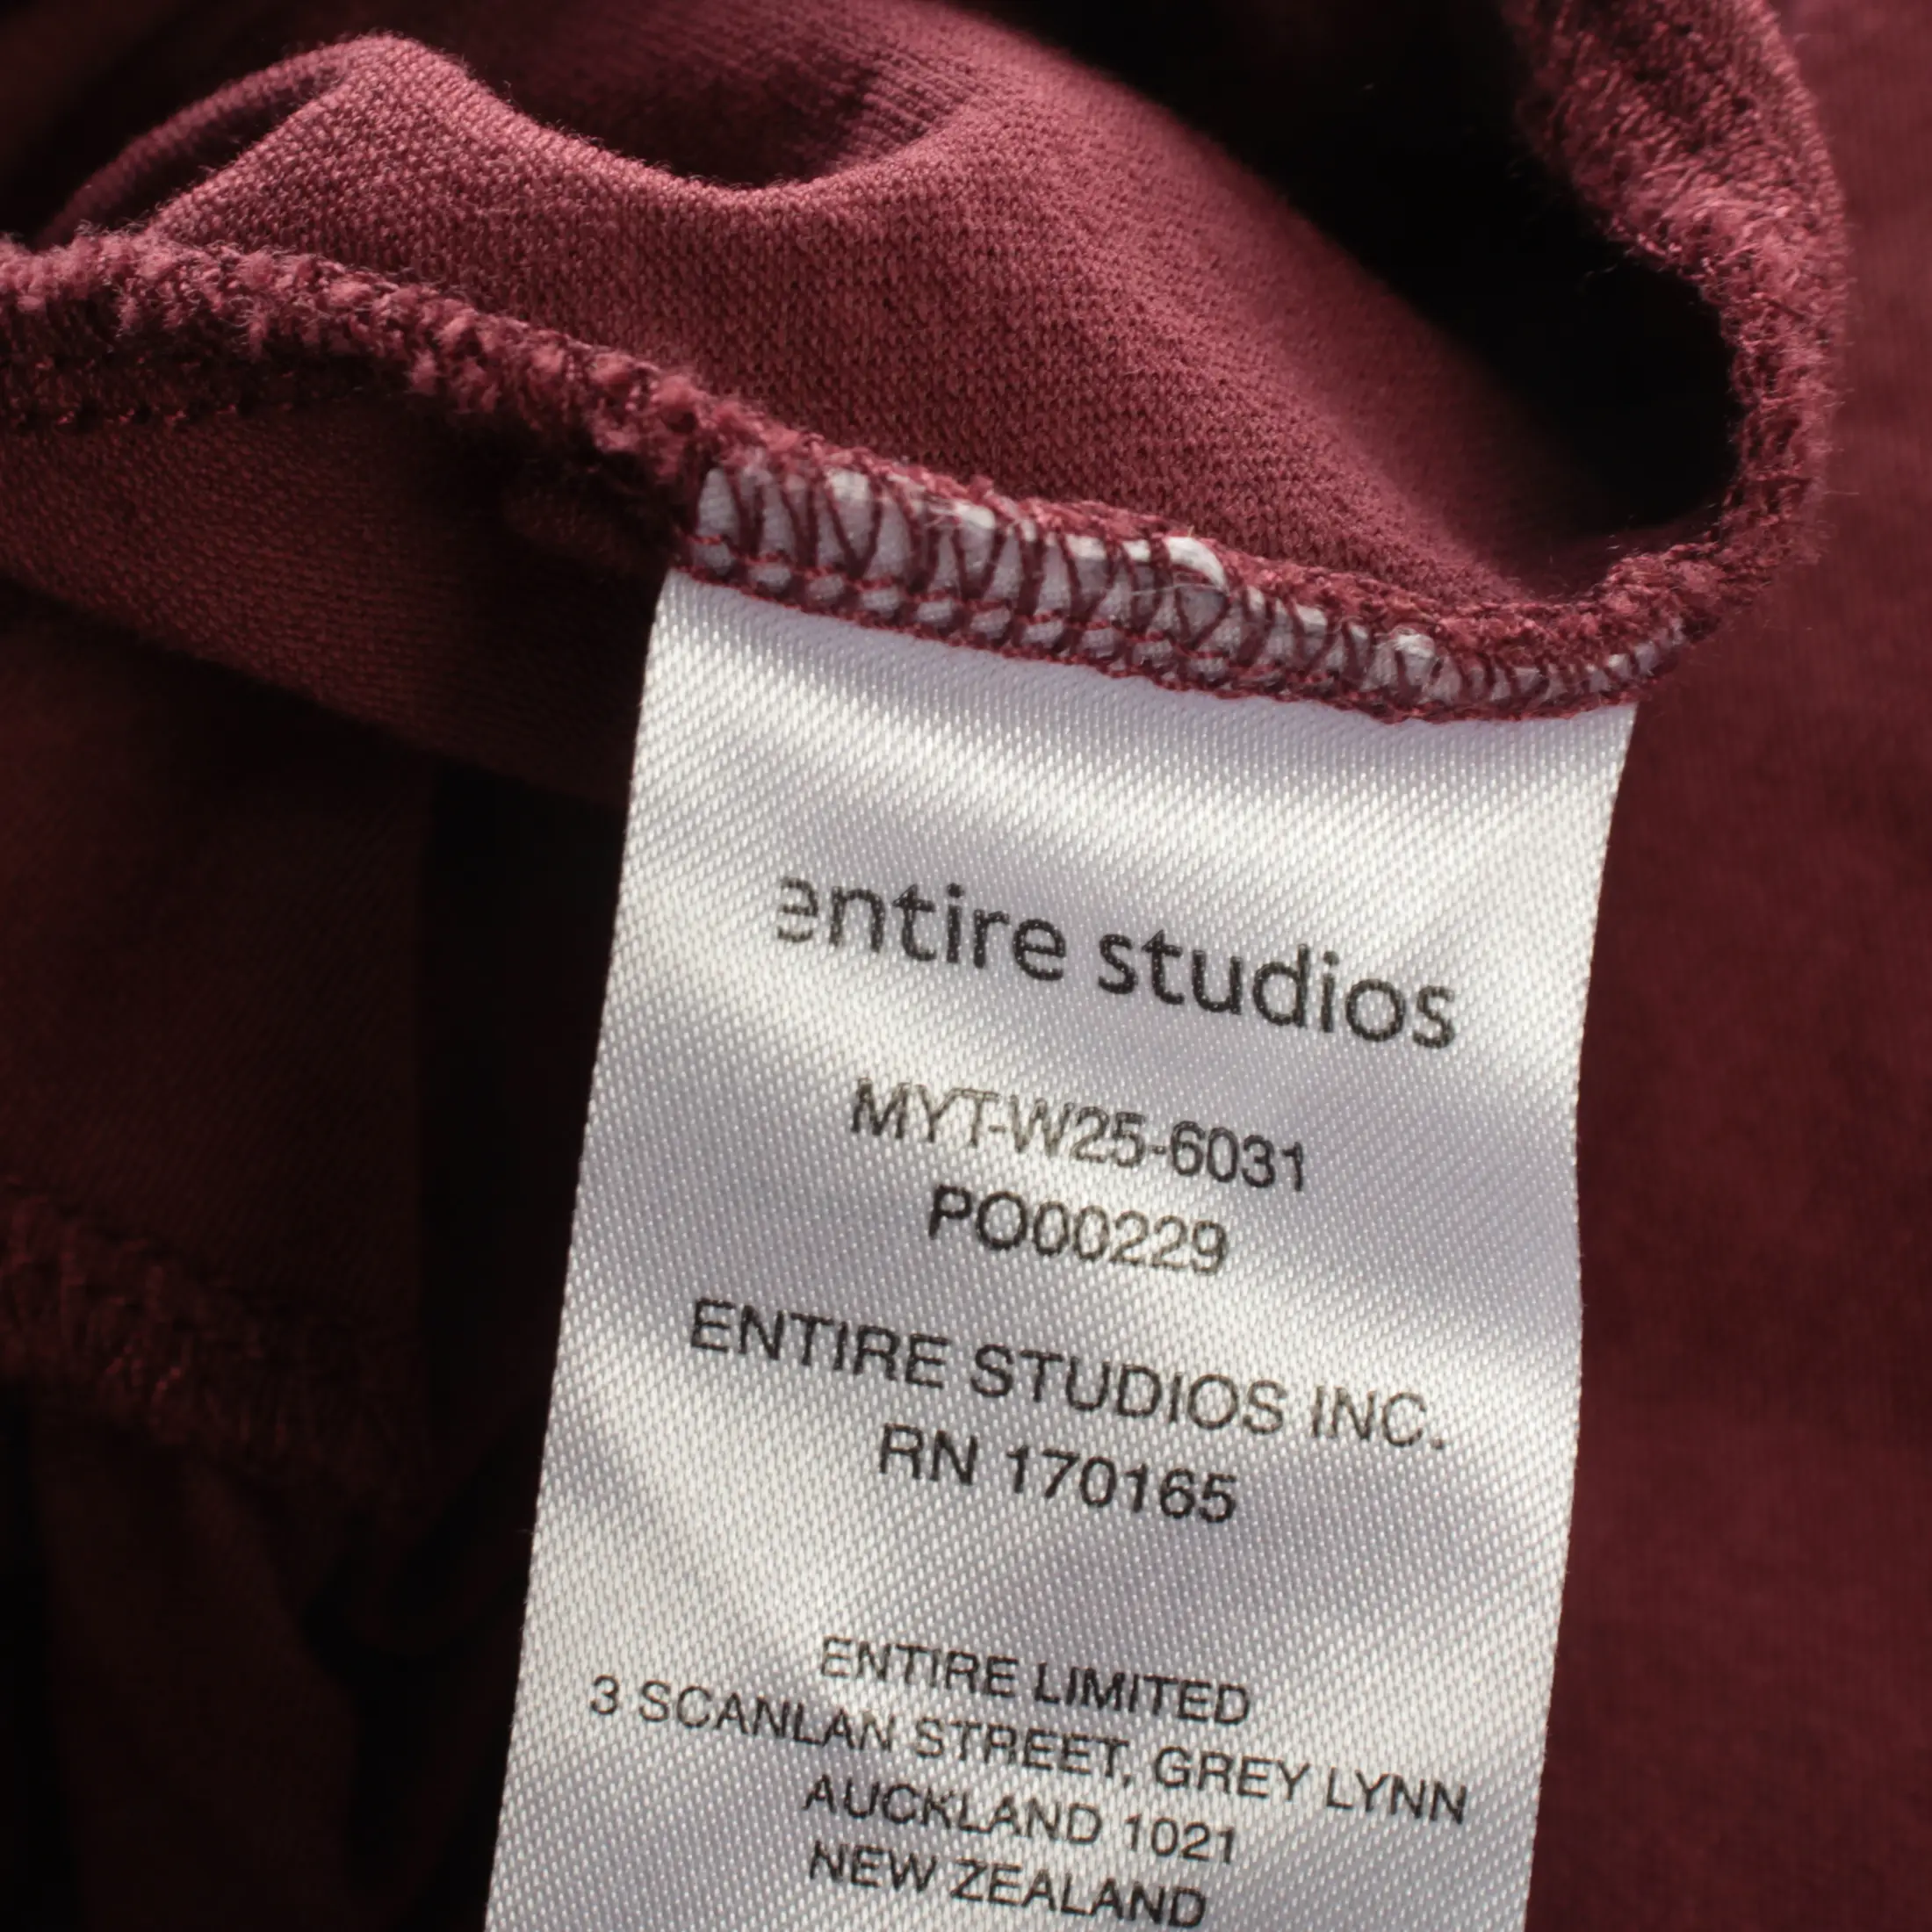 entire studios
MYT-W25-6031
PO00229
ENTIRE STUDIOS INC.
RN 170165
ENTIRE LIMITED
3 SCANLAN STREET, GREY LYNN
AUCKLAND 1021
NEW ZEALAND